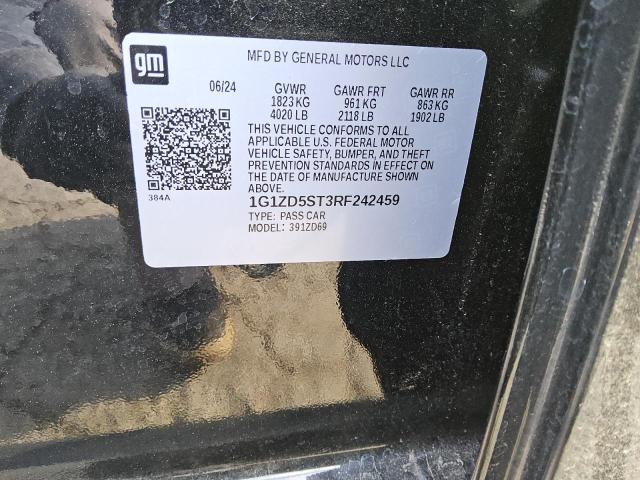 gm
MFD BY GENERAL MOTORS LLC
06/24 GVWR GAWR FRT GAWR RR
1823 KG 961 KG 863 KG
4020 LB 2118 LB 1902 LB
THIS VEHICLE CONFORMS TO ALL
APPLICABLE U.S. FEDERAL MOTOR
VEHICLE SAFETY, BUMPER, AND THEFT
PREVENTION STANDARDS IN EFFECT ON
THE DATE OF MANUFACTURE SHOWN
ABOVE.
384A
1G1ZD5ST3RF242459
TYPE: PASS CAR
MODEL: 391ZD69